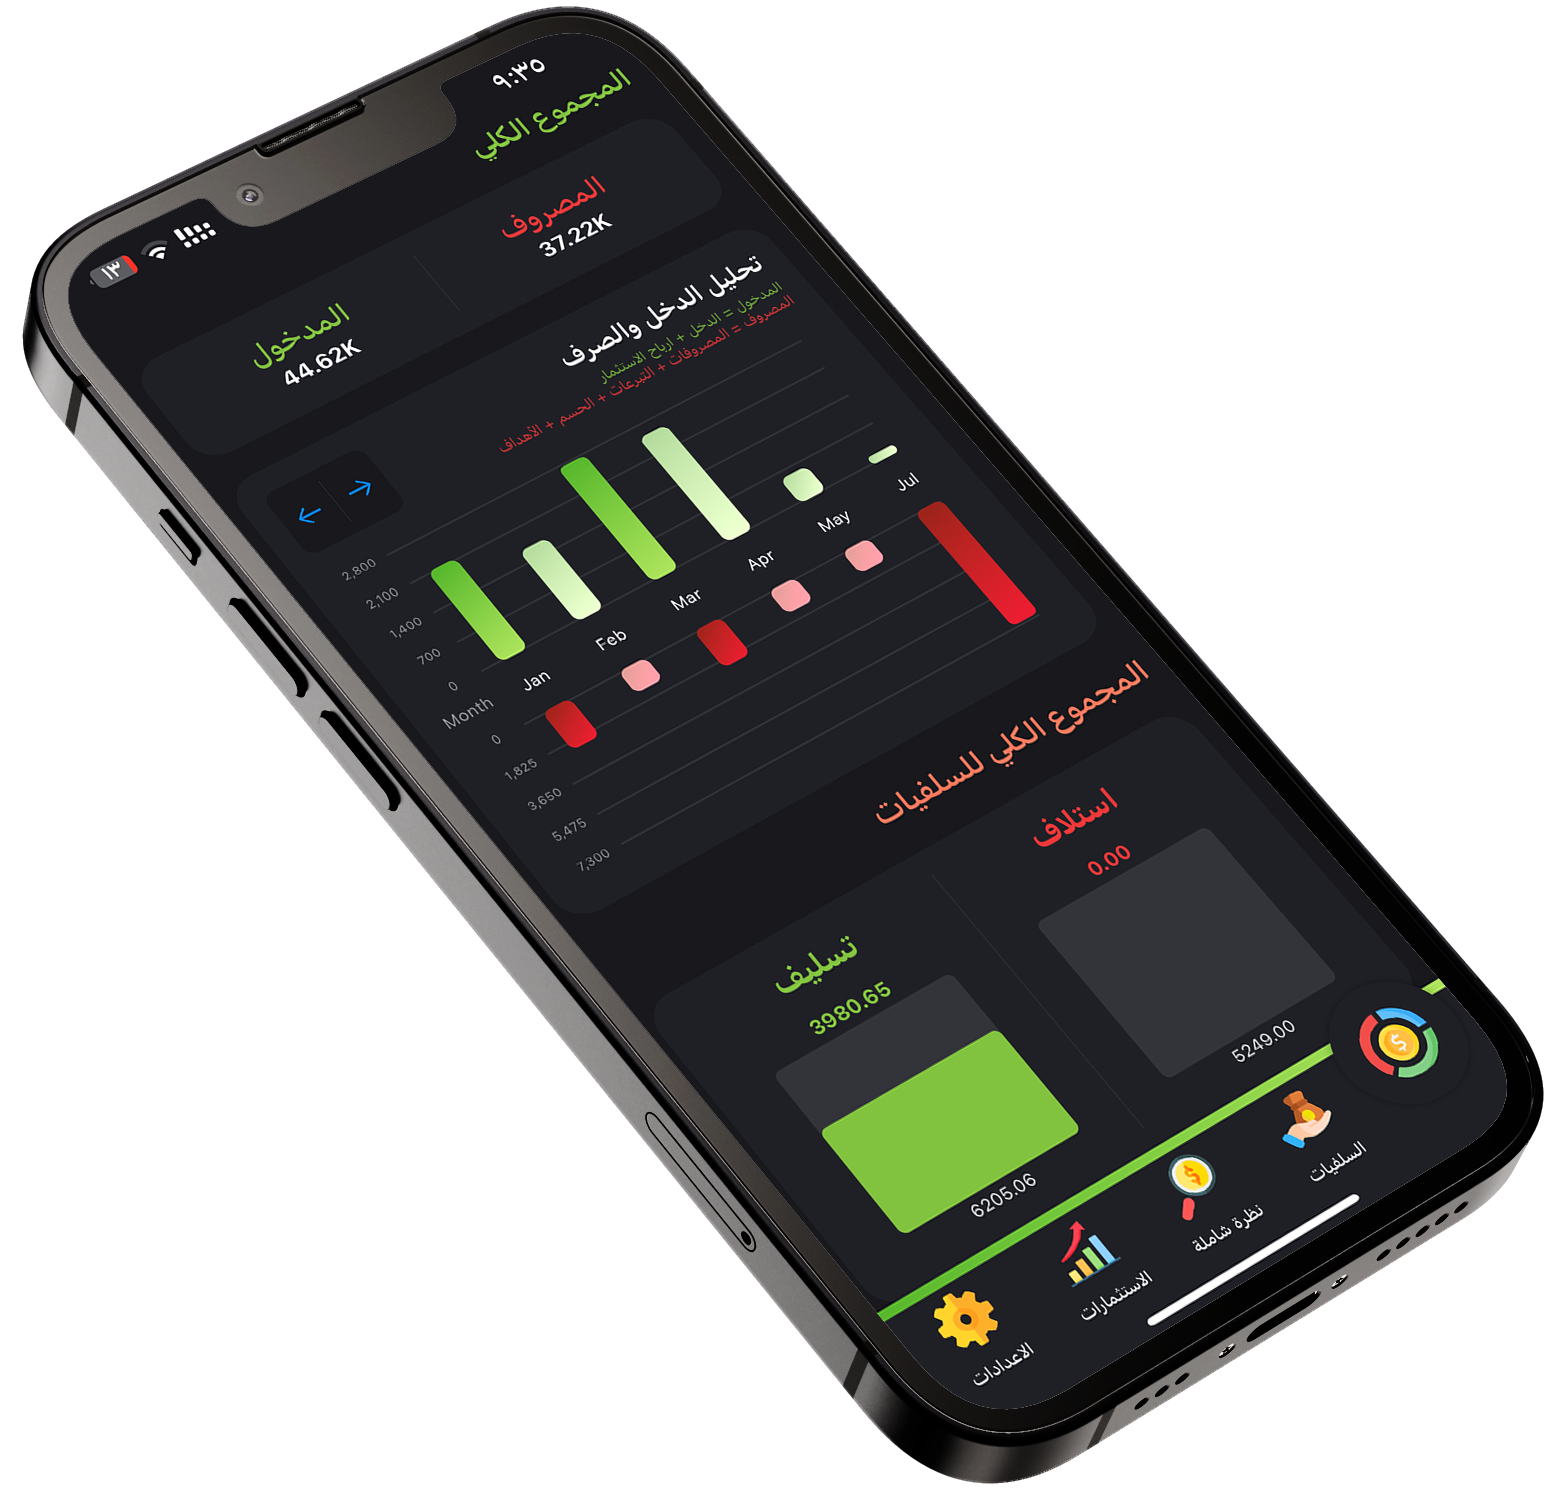 ٩:٣٥
١٣
المجموع الكلي
المصروف
37.22K
المدخول
44.62K
تحليل الدخل والصرف
المدخول = الدخل + ارباح الاستثمار
المصروف = المصروفات + التبرعات + الحسم + الأهداف
2,800
2,100
1,400
700
0
Month
Jan
Feb
Mar
Apr
May
Jul
0
1,825
3,650
5,475
7,300
المجموع الكلي للسلفيات
استلاف
0.00
5249.00
تسليف
3980.65
6205.06
السلفيات
نظرة شاملة
الاستثمارات
الاعدادات